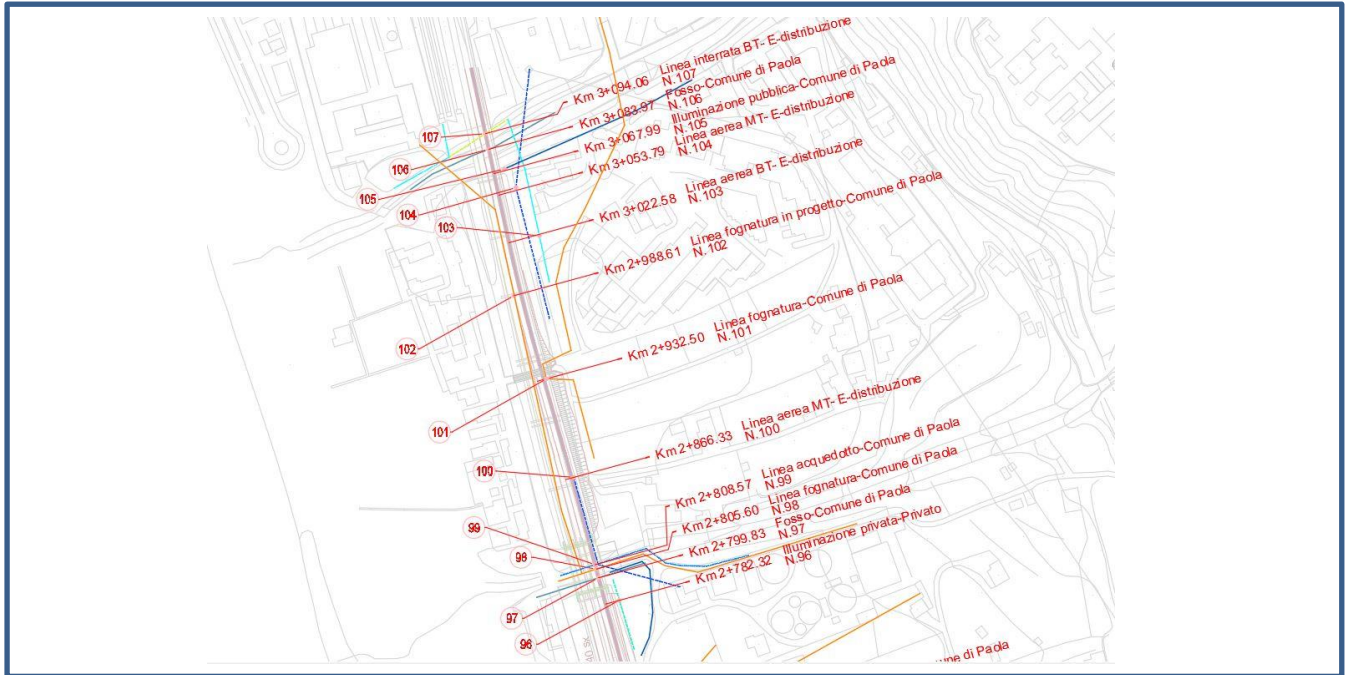 Km 3+094.06 Linea interrata BT- E-distribuzione
N.107
Km 3+083.97 Fosso-Comune di Paola
N.106
Km 3+067.99 Illuminazione pubblica-Comune di Paola
N.105
Km 3+053.79 Linea aerea MT- E-distribuzione
N.104
Km 3+022.58 Linea aerea BT- E-distribuzione
N.103
Km 2+988.61 Linea fognatura in progetto-Comune di Paola
N.102
Km 2+932.50 Linea fognatura-Comune di Paola
N.101
Km 2+866.33 Linea aerea MT- E-distribuzione
N.100
Km 2+808.57 Linea acquedotto-Comune di Paola
N.99
Km 2+805.60 Linea fognatura-Comune di Paola
N.98
Km 2+799.83 Fosso-Comune di Paola
N.97
Km 2+782.32 Illuminazione privata-Privato
N.96
107
106
105
104
103
102
101
100
99
98
97
96
di Paola